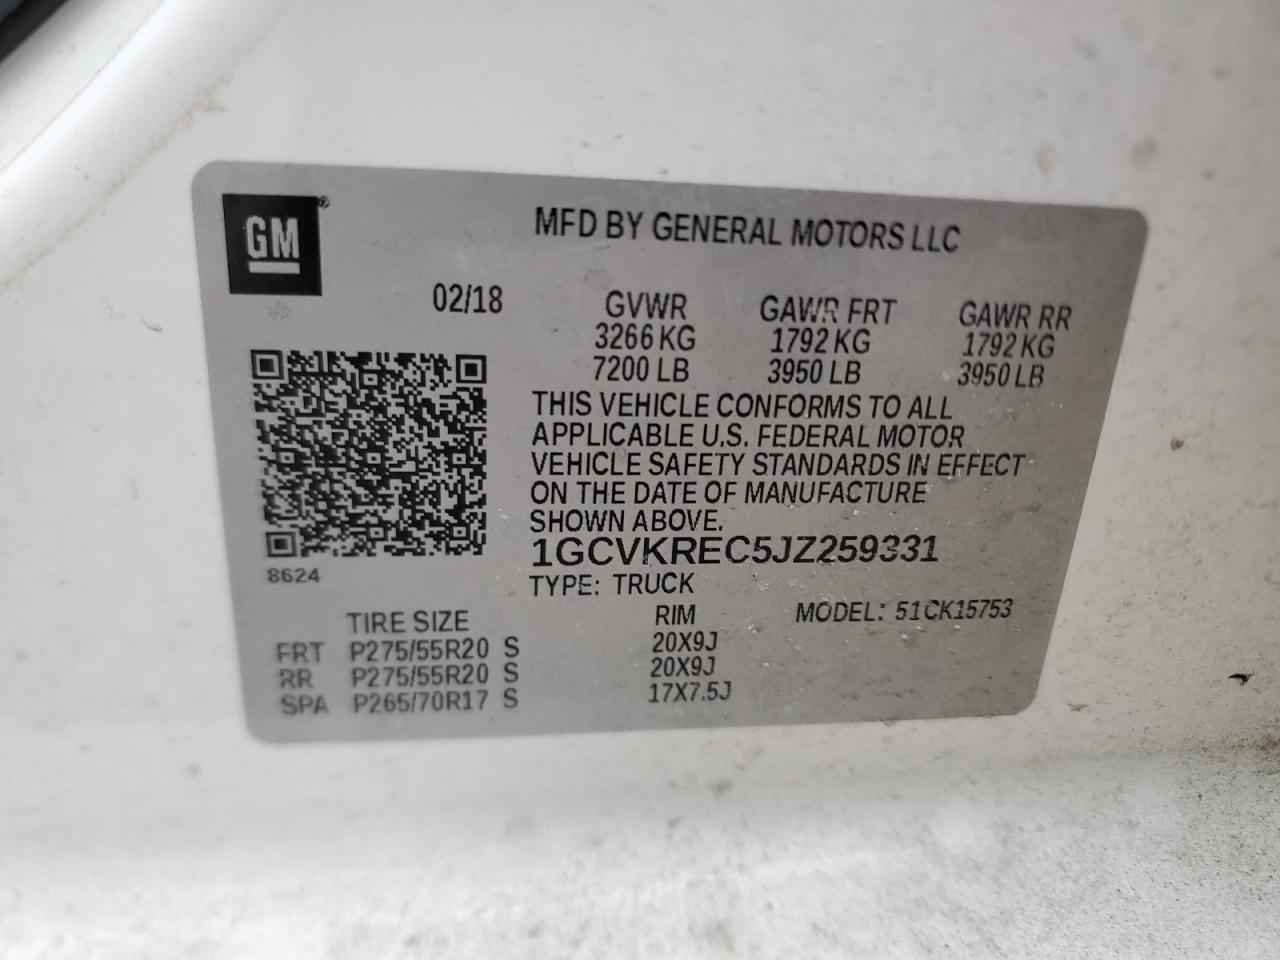 GM®
MFD BY GENERAL MOTORS LLC
02/18
GVWR GAWR FRT GAWR RR
3266 KG 1792 KG 1792 KG
7200 LB 3950 LB 3950 LB
THIS VEHICLE CONFORMS TO ALL
APPLICABLE U.S. FEDERAL MOTOR
VEHICLE SAFETY STANDARDS IN EFFECT
ON THE DATE OF MANUFACTURE
SHOWN ABOVE.
1GCVKREC5JZ259331
8624
TYPE: TRUCK
TIRE SIZE RIM MODEL: 51CK15753
FRT P275/55R20 S 20X9J
RR P275/55R20 S 20X9J
SPA P265/70R17 S 17X7.5J